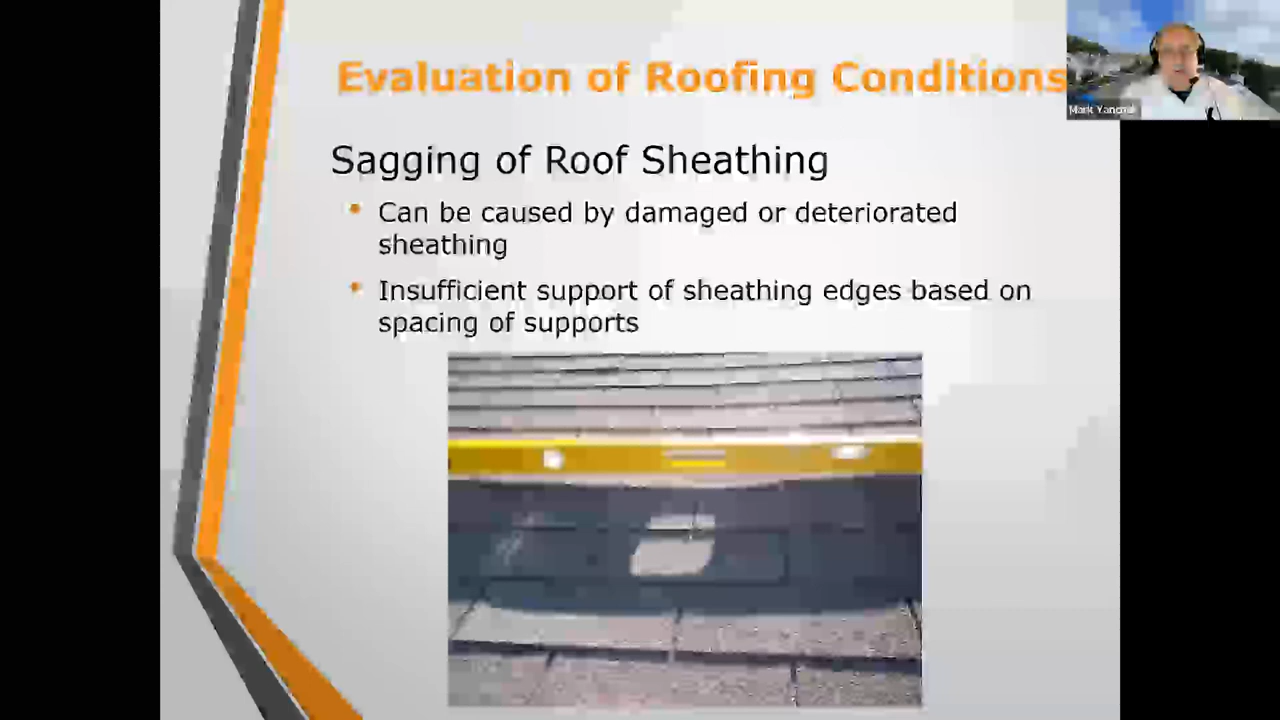 Evaluation of Roofing Conditions
Sagging of Roof Sheathing
• Can be caused by damaged or deteriorated
sheathing
• Insufficient support of sheathing edges based on
spacing of supports
Mark